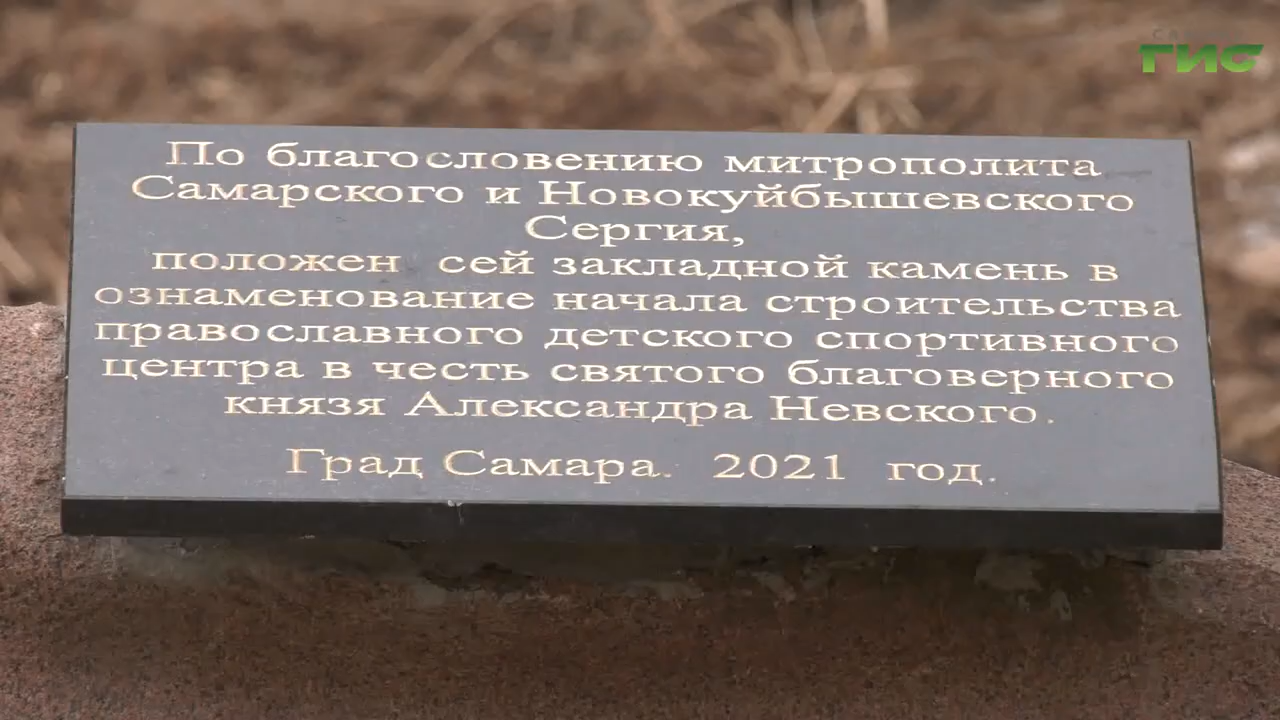 САМАРА
ГИС
По благословению митрополита
Самарского и Новокуйбышевского
Сергия,
положен сей закладной камень в
ознаменование начала строительства
православного детского спортивного
центра в честь святого благоверного
князя Александра Невского.
Град Самара. 2021 год.